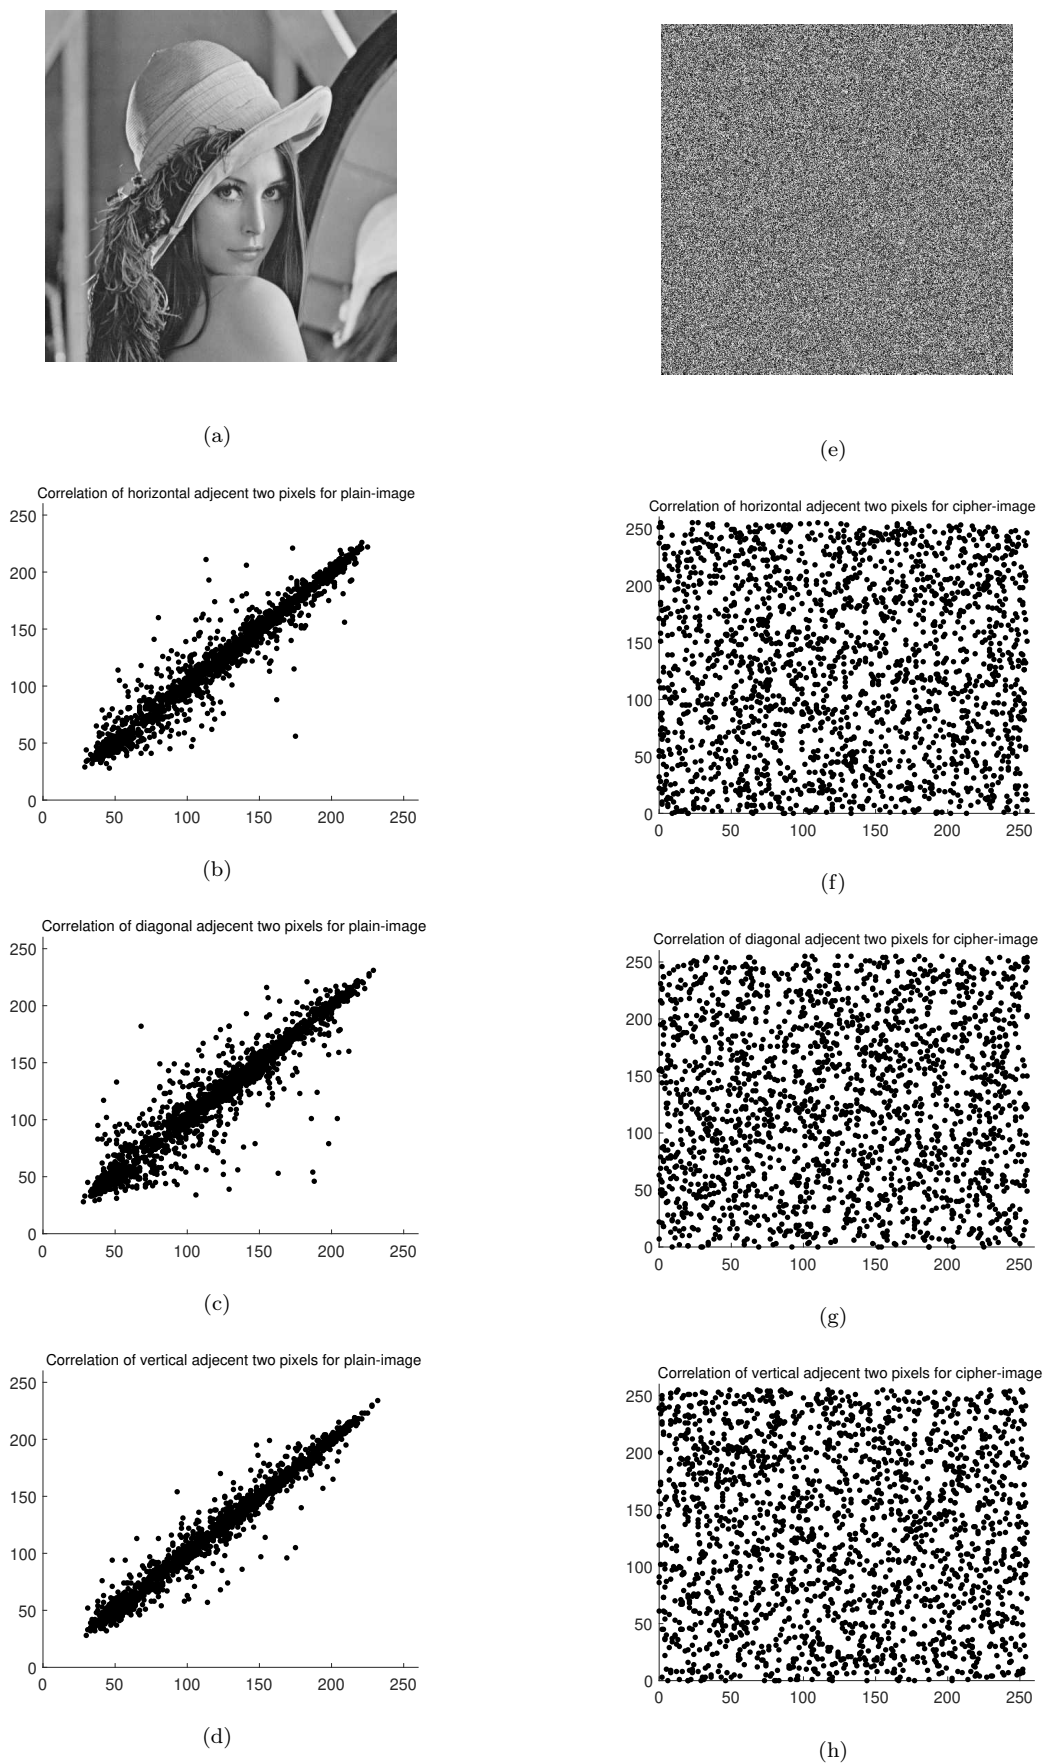 (a)
(e)
Correlation of horizontal adjecent two pixels for plain-image
250
200
150
100
50
0
0 50 100 150 200 250
(b)
Correlation of horizontal adjecent two pixels for cipher-image
250
200
150
100
50
0
0 50 100 150 200 250
(f)
Correlation of diagonal adjecent two pixels for plain-image
250
200
150
100
50
0
0 50 100 150 200 250
(c)
Correlation of diagonal adjecent two pixels for cipher-image
250
200
150
100
50
0
0 50 100 150 200 250
(g)
Correlation of vertical adjecent two pixels for plain-image
250
200
150
100
50
0
0 50 100 150 200 250
(d)
Correlation of vertical adjecent two pixels for cipher-image
250
200
150
100
50
0
0 50 100 150 200 250
(h)